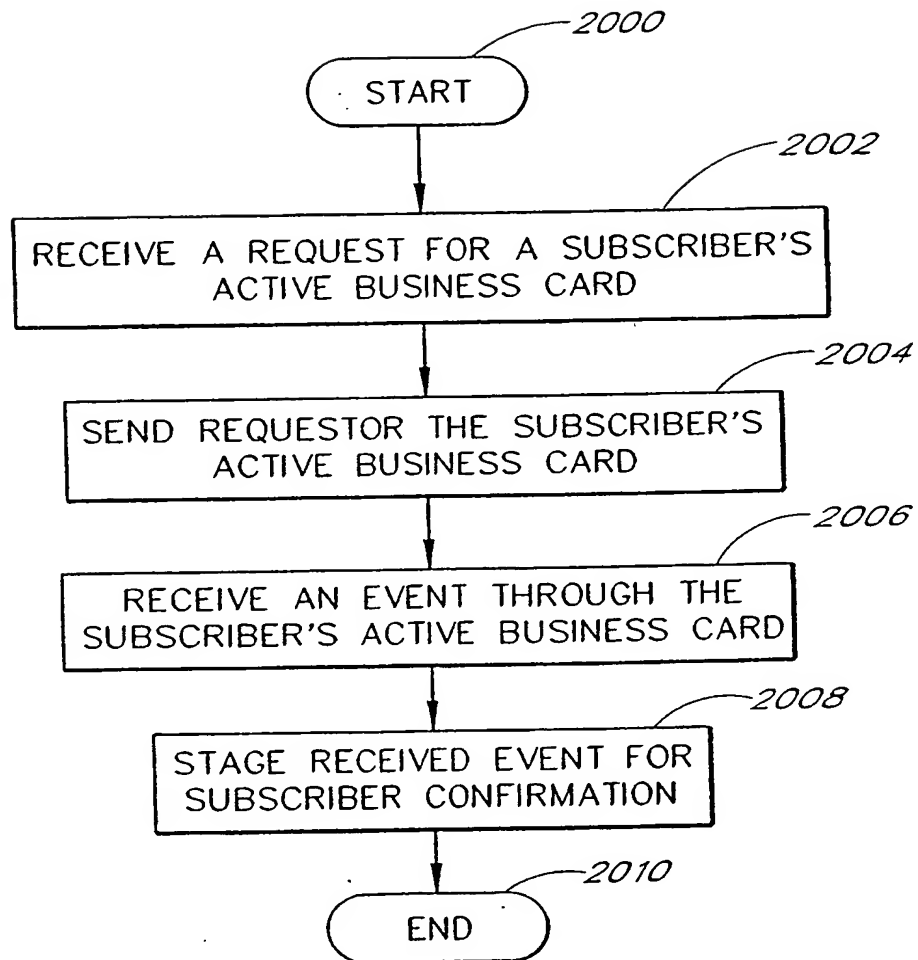 2000
START
2002
RECEIVE A REQUEST FOR A SUBSCRIBER'S
ACTIVE BUSINESS CARD
2004
SEND REQUESTOR THE SUBSCRIBER'S
ACTIVE BUSINESS CARD
2006
RECEIVE AN EVENT THROUGH THE
SUBSCRIBER'S ACTIVE BUSINESS CARD
2008
STAGE RECEIVED EVENT FOR
SUBSCRIBER CONFIRMATION
2010
END